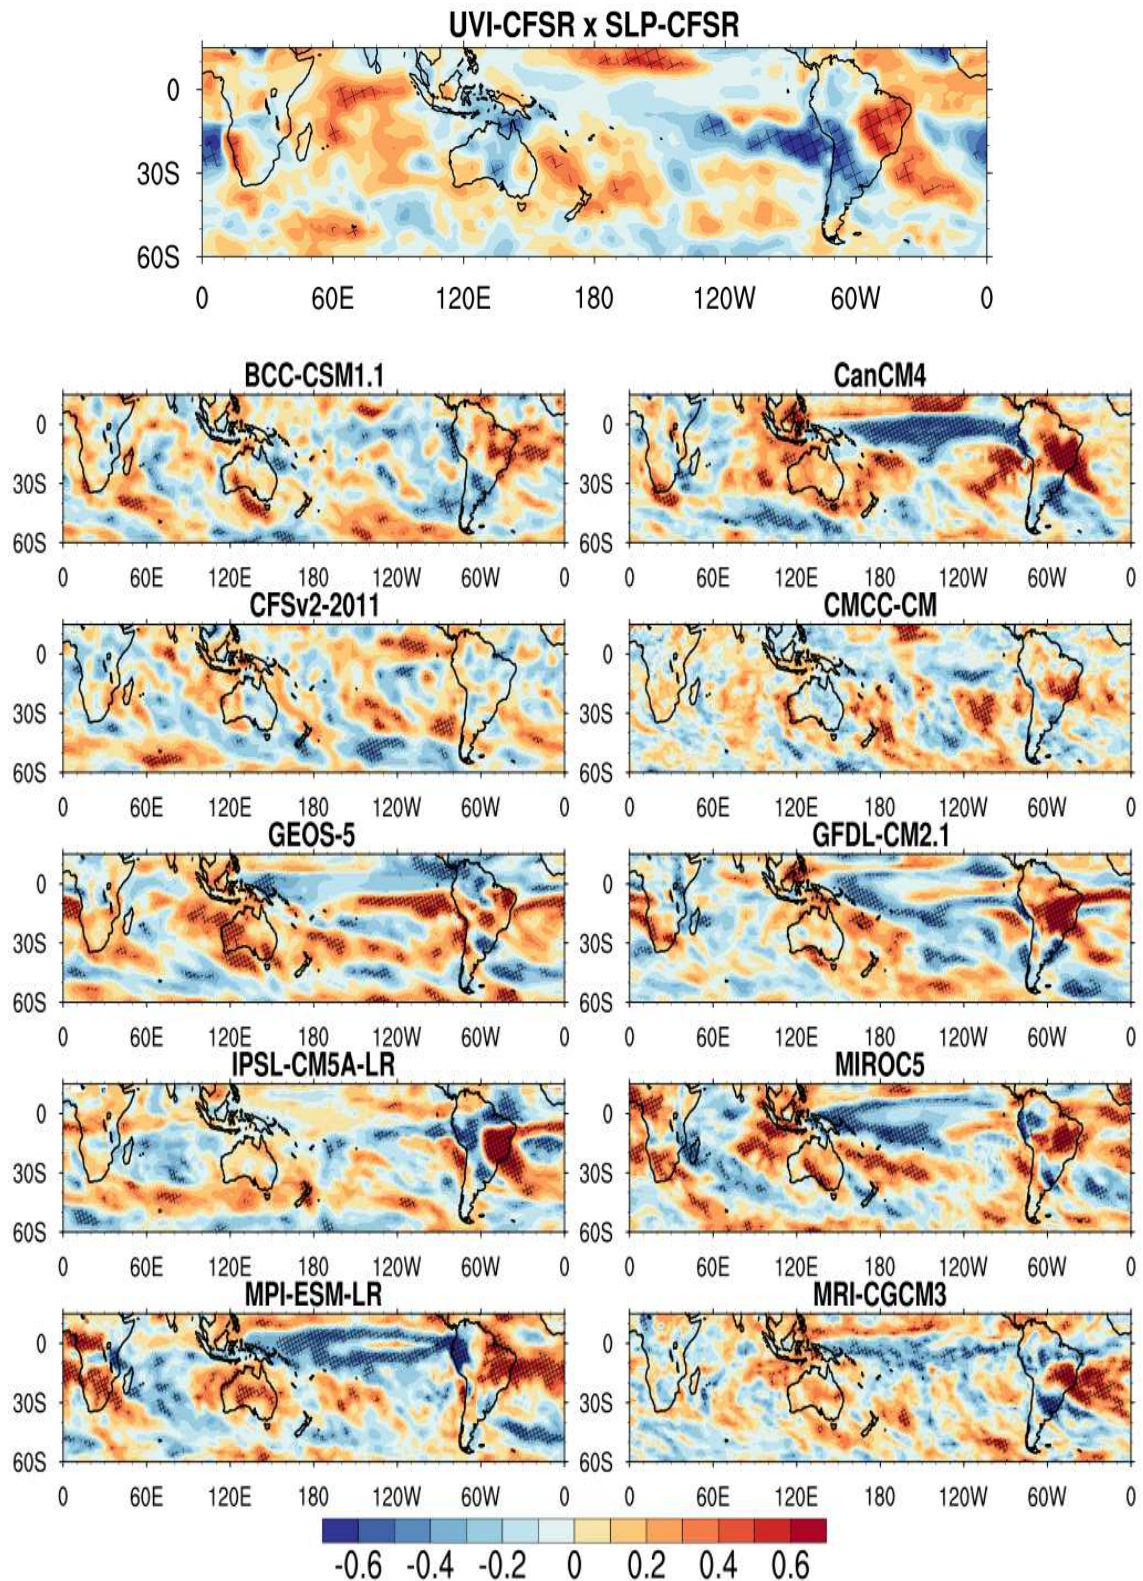 UVI-CFSR x SLP-CFSR
0
30S
60S
0 60E 120E 180 120W 60W 0
BCC-CSM1.1 CanCM4
0 0
30S 30S
60S 60S
0 60E 120E 180 120W 60W 0 0 60E 120E 180 120W 60W 0
CFSv2-2011 CMCC-CM
0 0
30S 30S
60S 60S
0 60E 120E 180 120W 60W 0 0 60E 120E 180 120W 60W 0
GEOS-5 GFDL-CM2.1
0 0
30S 30S
60S 60S
0 60E 120E 180 120W 60W 0 0 60E 120E 180 120W 60W 0
IPSL-CM5A-LR MIROC5
0 0
30S 30S
60S 60S
0 60E 120E 180 120W 60W 0 0 60E 120E 180 120W 60W 0
MPI-ESM-LR MRI-CGCM3
0 0
30S 30S
60S 60S
0 60E 120E 180 120W 60W 0 0 60E 120E 180 120W 60W 0
-0.6 -0.4 -0.2 0 0.2 0.4 0.6